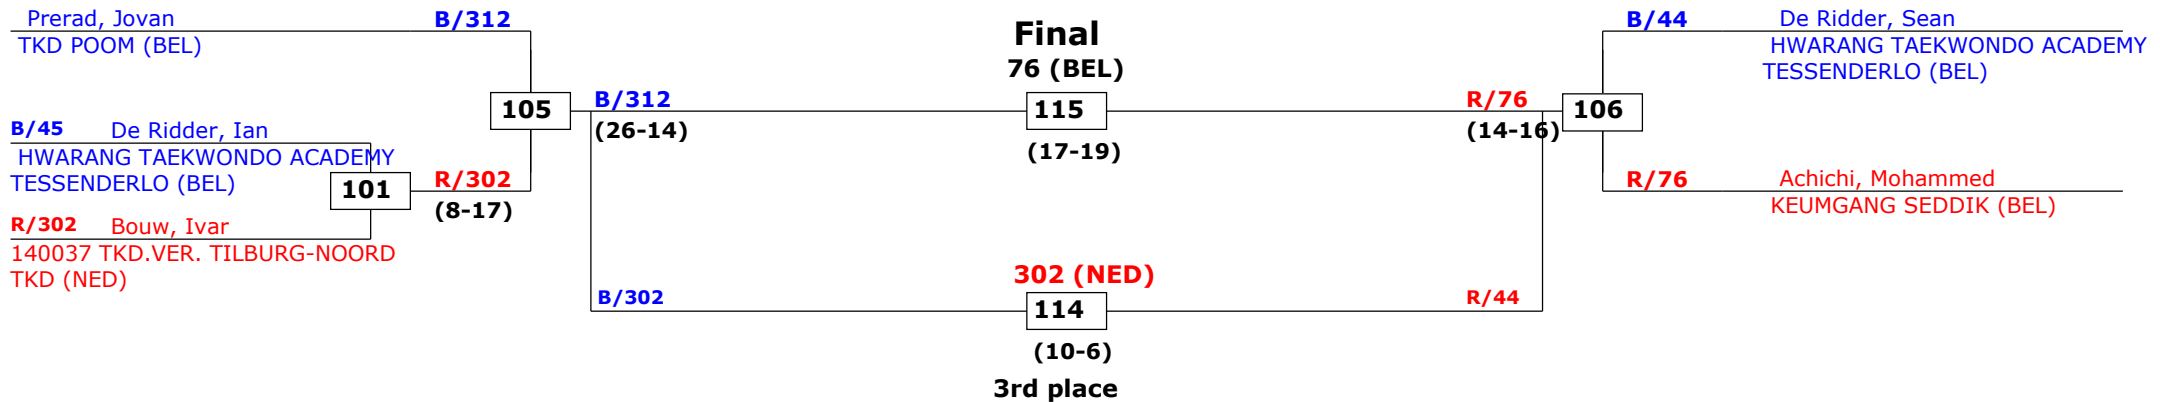 Prerad, Jovan
B/312
TKD POOM (BEL)
B/45
De Ridder, Ian
HWARANG TAEKWONDO ACADEMY
TESSENDERLO (BEL)
101
R/302
(8-17)
R/302
Bouw, Ivar
140037 TKD.VER. TILBURG-NOORD
TKD (NED)
105
B/312
(26-14)
Final
76 (BEL)
115
(17-19)
R/76
(14-16)
106
B/44
De Ridder, Sean
HWARANG TAEKWONDO ACADEMY
TESSENDERLO (BEL)
R/76
Achichi, Mohammed
KEUMGANG SEDDIK (BEL)
B/302
302 (NED)
114
(10-6)
3rd place
R/44